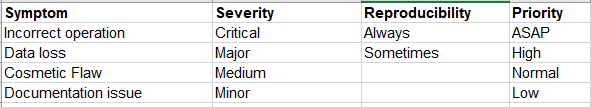 Symptom Severity Reproducibility Priority
Incorrect operation Critical Always ASAP
Data loss Major Sometimes High
Cosmetic Flaw Medium Normal
Documentation issue Minor Low